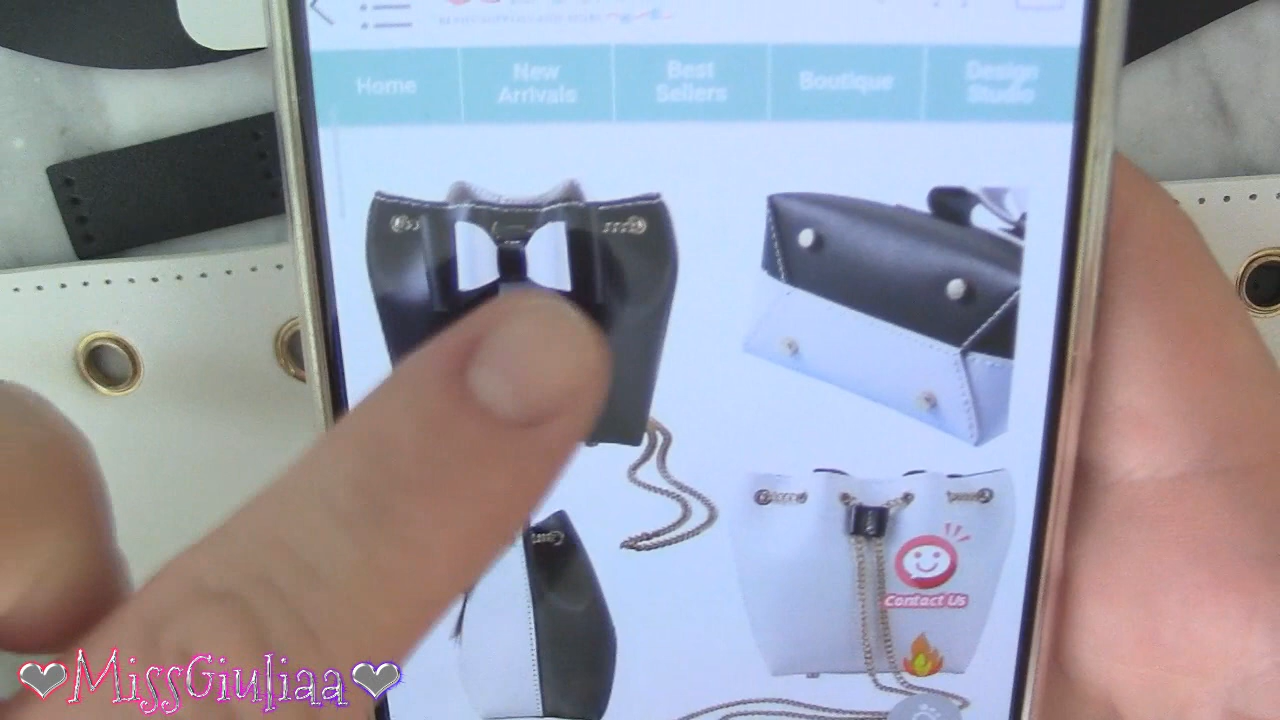 Home
New
Arrivals
Best
Sellers
Boutique
Design
Studio
Contact Us
❤MissGiuliaa❤